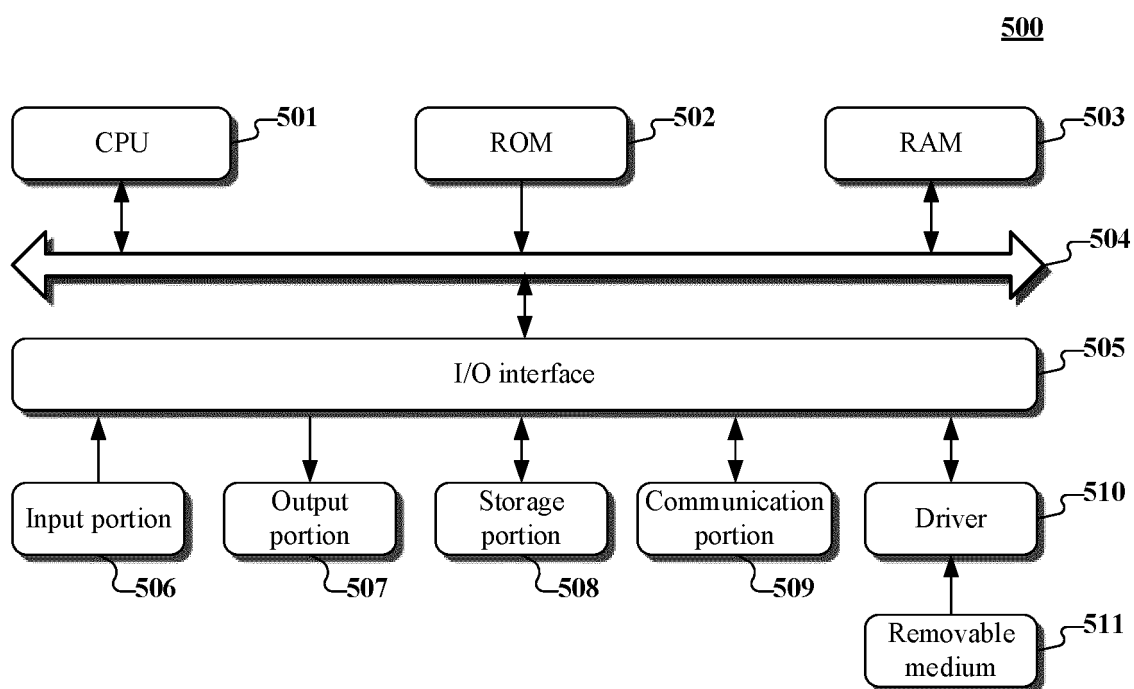 500
CPU
501
ROM
502
RAM
503
504
I/O interface
505
Input portion
506
Output
portion
507
Storage
portion
508
Communication
portion
509
Driver
510
Removable
medium
511